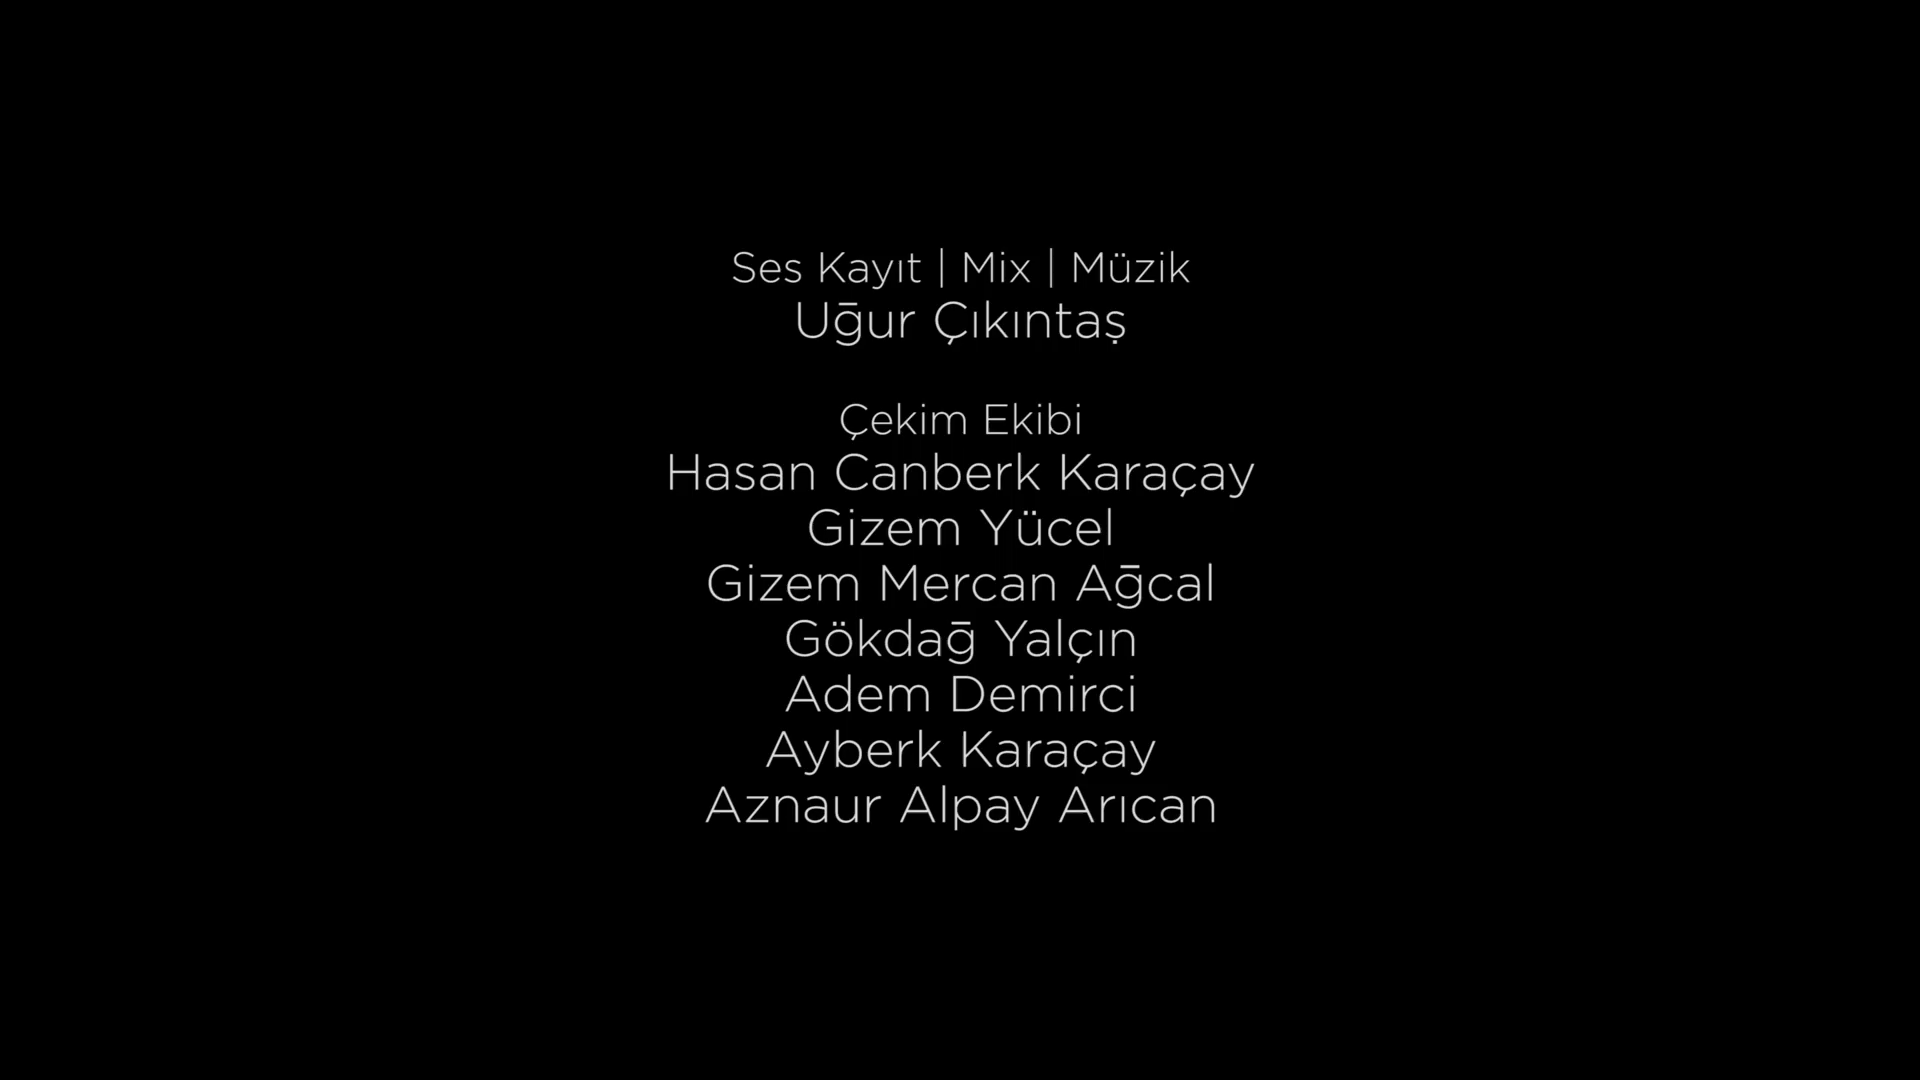 Ses Kayıt | Mix | Müzik
Uğur Çıkıntaş
Çekim Ekibi
Hasan Canberk Karaçay
Gizem Yücel
Gizem Mercan Ağcal
Gökdağ Yalçın
Adem Demirci
Ayberk Karaçay
Aznaur Alpay Arıcan